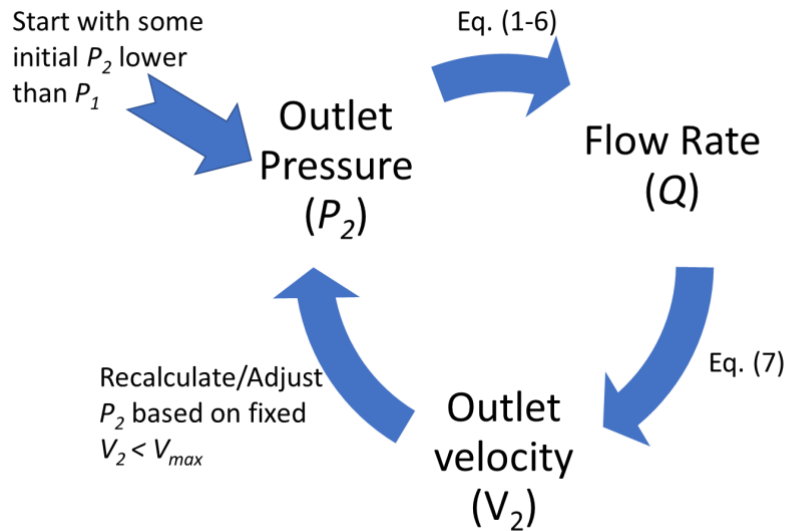 Start with some
initial P₂ lower
than P₁
Eq. (1-6)
Outlet
Pressure
(P₂)
Flow Rate
(Q)
Eq. (7)
Recalculate/Adjust
P₂ based on fixed
V₂ < Vₘₐₓ
Outlet
velocity
(V₂)